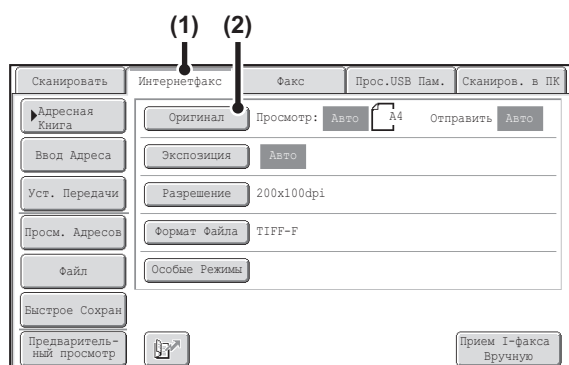 (1) (2)
Сканировать Интернетфакс Факс Прос.USB Пам. Сканиров. в ПК
Адресная
Книга
Оригинал Просмотр: Авто A4 Отправить Авто
Ввод Адреса Экспозиция Авто
Уст. Передачи Разрешение 200x100dpi
Просм. Адресов Формат Файла TIFF-F
Файл Особые Режимы
Быстрое Сохран
Предваритель-
ный просмотр
Прием I-факса
Вручную